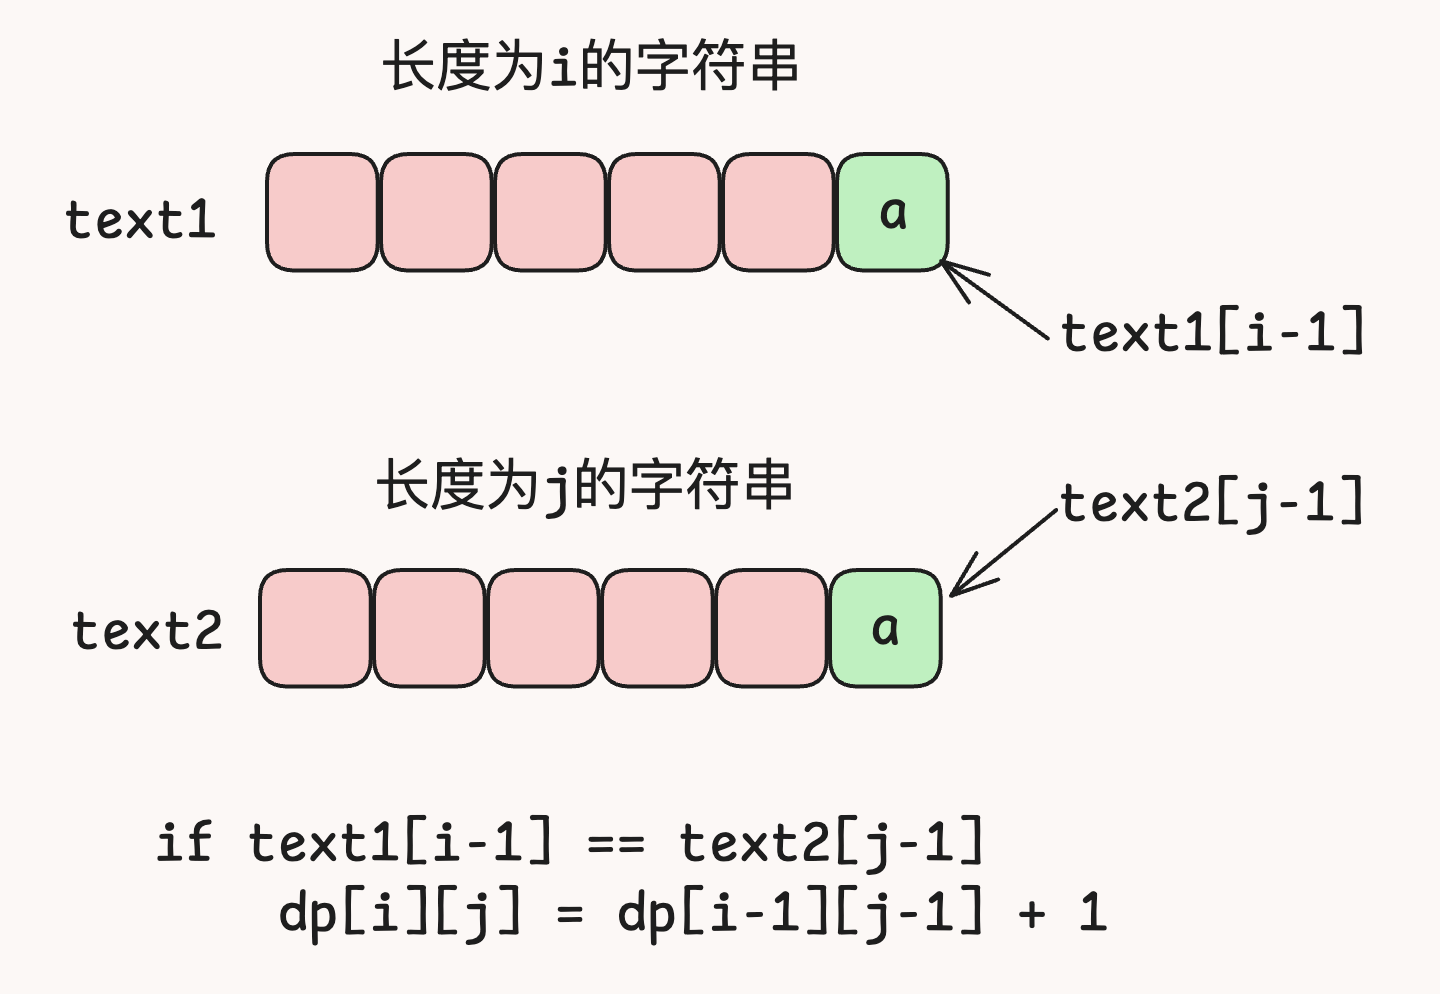 长度为i的字符串
text1
a
text1[i-1]
长度为j的字符串
text2[j-1]
text2
a
if text1[i-1] == text2[j-1]
dp[i][j] = dp[i-1][j-1] + 1